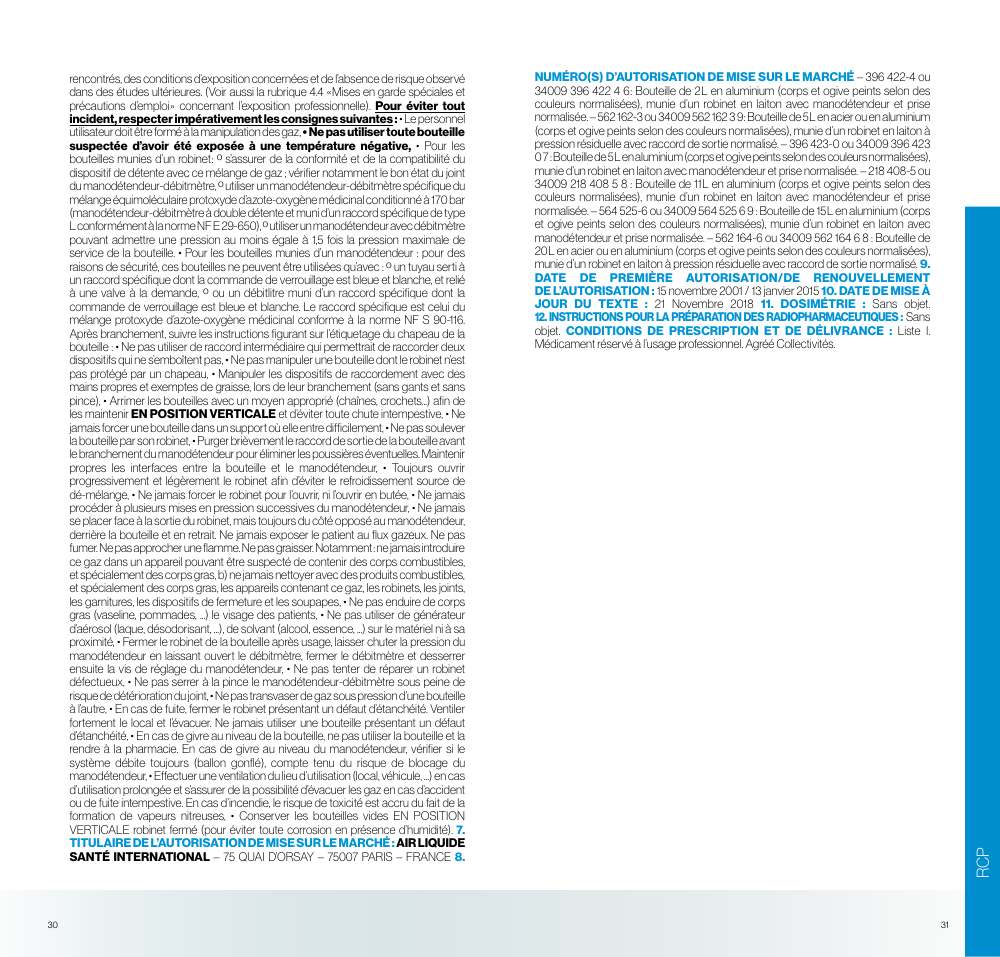 rencontrés, des conditions d'exposition concernées et de l'absence de risque observé
dans des études ultérieures. (Voir aussi la rubrique 4.4 «Mises en garde spéciales et
précautions d'emploi» concernant l'exposition professionnelle). Pour éviter tout
incident, respecter impérativement les consignes suivantes : • Le personnel
utilisateur doit être formé à la manipulation des gaz, • Ne pas utiliser toute bouteille
suspectée d'avoir été exposée à une température négative, • Pour les
bouteilles munies d'un robinet: º s'assurer de la conformité et de la compatibilité du
dispositif de détente avec ce mélange de gaz ; vérifier notamment le bon état du joint
du manodétendeur-débitmètre, º utiliser un manodétendeur-débitmètre spécifique du
mélange équimoléculaire protoxyde d'azote-oxygène médicinal conditionné à 170 bar
(manodétendeur-débitmètre à double détente et muni d'un raccord spécifique de type
L conformément à la norme NF E 29-650), º utiliser un manodétendeur avec débitmètre
pouvant admettre une pression au moins égale à 1,5 fois la pression maximale de
service de la bouteille. • Pour les bouteilles munies d'un manodétendeur : pour des
raisons de sécurité, ces bouteilles ne peuvent être utilisées qu'avec : º un tuyau serti à
un raccord spécifique dont la commande de verrouillage est bleue et blanche, et relié
à une valve à la demande, º ou un débitlitre muni d'un raccord spécifique dont la
commande de verrouillage est bleue et blanche. Le raccord spécifique est celui du
mélange protoxyde d'azote-oxygène médicinal conforme à la norme NF S 90-116.
Après branchement, suivre les instructions figurant sur l'étiquetage du chapeau de la
bouteille : • Ne pas utiliser de raccord intermédiaire qui permettrait de raccorder deux
dispositifs qui ne s'emboîtent pas, • Ne pas manipuler une bouteille dont le robinet n'est
pas protégé par un chapeau, • Manipuler les dispositifs de raccordement avec des
mains propres et exemptes de graisse, lors de leur branchement (sans gants et sans
pince), • Arrimer les bouteilles avec un moyen approprié (chaînes, crochets...) afin de
les maintenir EN POSITION VERTICALE et d'éviter toute chute intempestive, • Ne
jamais forcer une bouteille dans un support où elle entre difficilement, • Ne pas soulever
la bouteille par son robinet, • Purger brièvement le raccord de sortie de la bouteille avant
le branchement du manodétendeur pour éliminer les poussières éventuelles. Maintenir
propres les interfaces entre la bouteille et le manodétendeur, • Toujours ouvrir
progressivement et légèrement le robinet afin d'éviter le refroidissement source de
dé-mélange, • Ne jamais forcer le robinet pour l'ouvrir, ni l'ouvrir en butée, • Ne jamais
procéder à plusieurs mises en pression successives du manodétendeur, • Ne jamais
se placer face à la sortie du robinet, mais toujours du côté opposé au manodétendeur,
derrière la bouteille et en retrait. Ne jamais exposer le patient au flux gazeux. Ne pas
fumer. Ne pas approcher une flamme. Ne pas graisser. Notamment : ne jamais introduire
ce gaz dans un appareil pouvant être suspecté de contenir des corps combustibles,
et spécialement des corps gras, b) ne jamais nettoyer avec des produits combustibles,
et spécialement des corps gras, les appareils contenant ce gaz, les robinets, les joints,
les garnitures, les dispositifs de fermeture et les soupapes, • Ne pas enduire de corps
gras (vaseline, pommades, ...) le visage des patients, • Ne pas utiliser de générateur
d'aérosol (laque, désodorisant, ...), de solvant (alcool, essence, ...) sur le matériel ni à sa
proximité, • Fermer le robinet de la bouteille après usage, laisser chuter la pression du
manodétendeur en laissant ouvert le débitmètre, fermer le débitmètre et desserrer
ensuite la vis de réglage du manodétendeur, • Ne pas tenter de réparer un robinet
défectueux, • Ne pas serrer à la pince le manodétendeur-débitmètre sous peine de
risque de détérioration du joint, • Ne pas transvaser de gaz sous pression d'une bouteille
à l'autre, • En cas de fuite, fermer le robinet présentant un défaut d'étanchéité. Ventiler
fortement le local et l'évacuer. Ne jamais utiliser une bouteille présentant un défaut
d'étanchéité, • En cas de givre au niveau de la bouteille, ne pas utiliser la bouteille et la
rendre à la pharmacie. En cas de givre au niveau du manodétendeur, vérifier si le
système débite toujours (ballon gonflé), compte tenu du risque de blocage du
manodétendeur, • Effectuer une ventilation du lieu d'utilisation (local, véhicule, ...) en cas
d'utilisation prolongée et s'assurer de la possibilité d'évacuer les gaz en cas d'accident
ou de fuite intempestive. En cas d'incendie, le risque de toxicité est accru du fait de la
formation de vapeurs nitreuses, • Conserver les bouteilles vides EN POSITION
VERTICALE robinet fermé (pour éviter toute corrosion en présence d'humidité). 7.
TITULAIRE DE L'AUTORISATION DE MISE SUR LE MARCHÉ : AIR LIQUIDE
SANTÉ INTERNATIONAL – 75 QUAI D'ORSAY – 75007 PARIS – FRANCE 8.
NUMÉRO(S) D'AUTORISATION DE MISE SUR LE MARCHÉ – 396 422-4 ou
34009 396 422 4 6: Bouteille de 2L en aluminium (corps et ogive peints selon des
couleurs normalisées), munie d'un robinet en laiton avec manodétendeur et prise
normalisée. – 562 162-3 ou 34009 562 162 3 9: Bouteille de 5L en acier ou en aluminium
(corps et ogive peints selon des couleurs normalisées), munie d'un robinet en laiton à
pression résiduelle avec raccord de sortie normalisé. – 396 423-0 ou 34009 396 423
0 7 : Bouteille de 5L en aluminium (corps et ogive peints selon des couleurs normalisées),
munie d'un robinet en laiton avec manodétendeur et prise normalisée. – 218 408-5 ou
34009 218 408 5 8 : Bouteille de 11L en aluminium (corps et ogive peints selon des
couleurs normalisées), munie d'un robinet en laiton avec manodétendeur et prise
normalisée. – 564 525-6 ou 34009 564 525 6 9 : Bouteille de 15L en aluminium (corps
et ogive peints selon des couleurs normalisées), munie d'un robinet en laiton avec
manodétendeur et prise normalisée. – 562 164-6 ou 34009 562 164 6 8 : Bouteille de
20L en acier ou en aluminium (corps et ogive peints selon des couleurs normalisées),
munie d'un robinet en laiton à pression résiduelle avec raccord de sortie normalisé. 9.
DATE DE PREMIÈRE AUTORISATION/DE RENOUVELLEMENT
DE L'AUTORISATION : 15 novembre 2001 / 13 janvier 2015 10. DATE DE MISE À
JOUR DU TEXTE : 21 Novembre 2018 11. DOSIMÉTRIE : Sans objet.
12. INSTRUCTIONS POUR LA PRÉPARATION DES RADIOPHARMACEUTIQUES : Sans
objet. CONDITIONS DE PRESCRIPTION ET DE DÉLIVRANCE : Liste I.
Médicament réservé à l'usage professionnel. Agréé Collectivités.
RCP
30
31